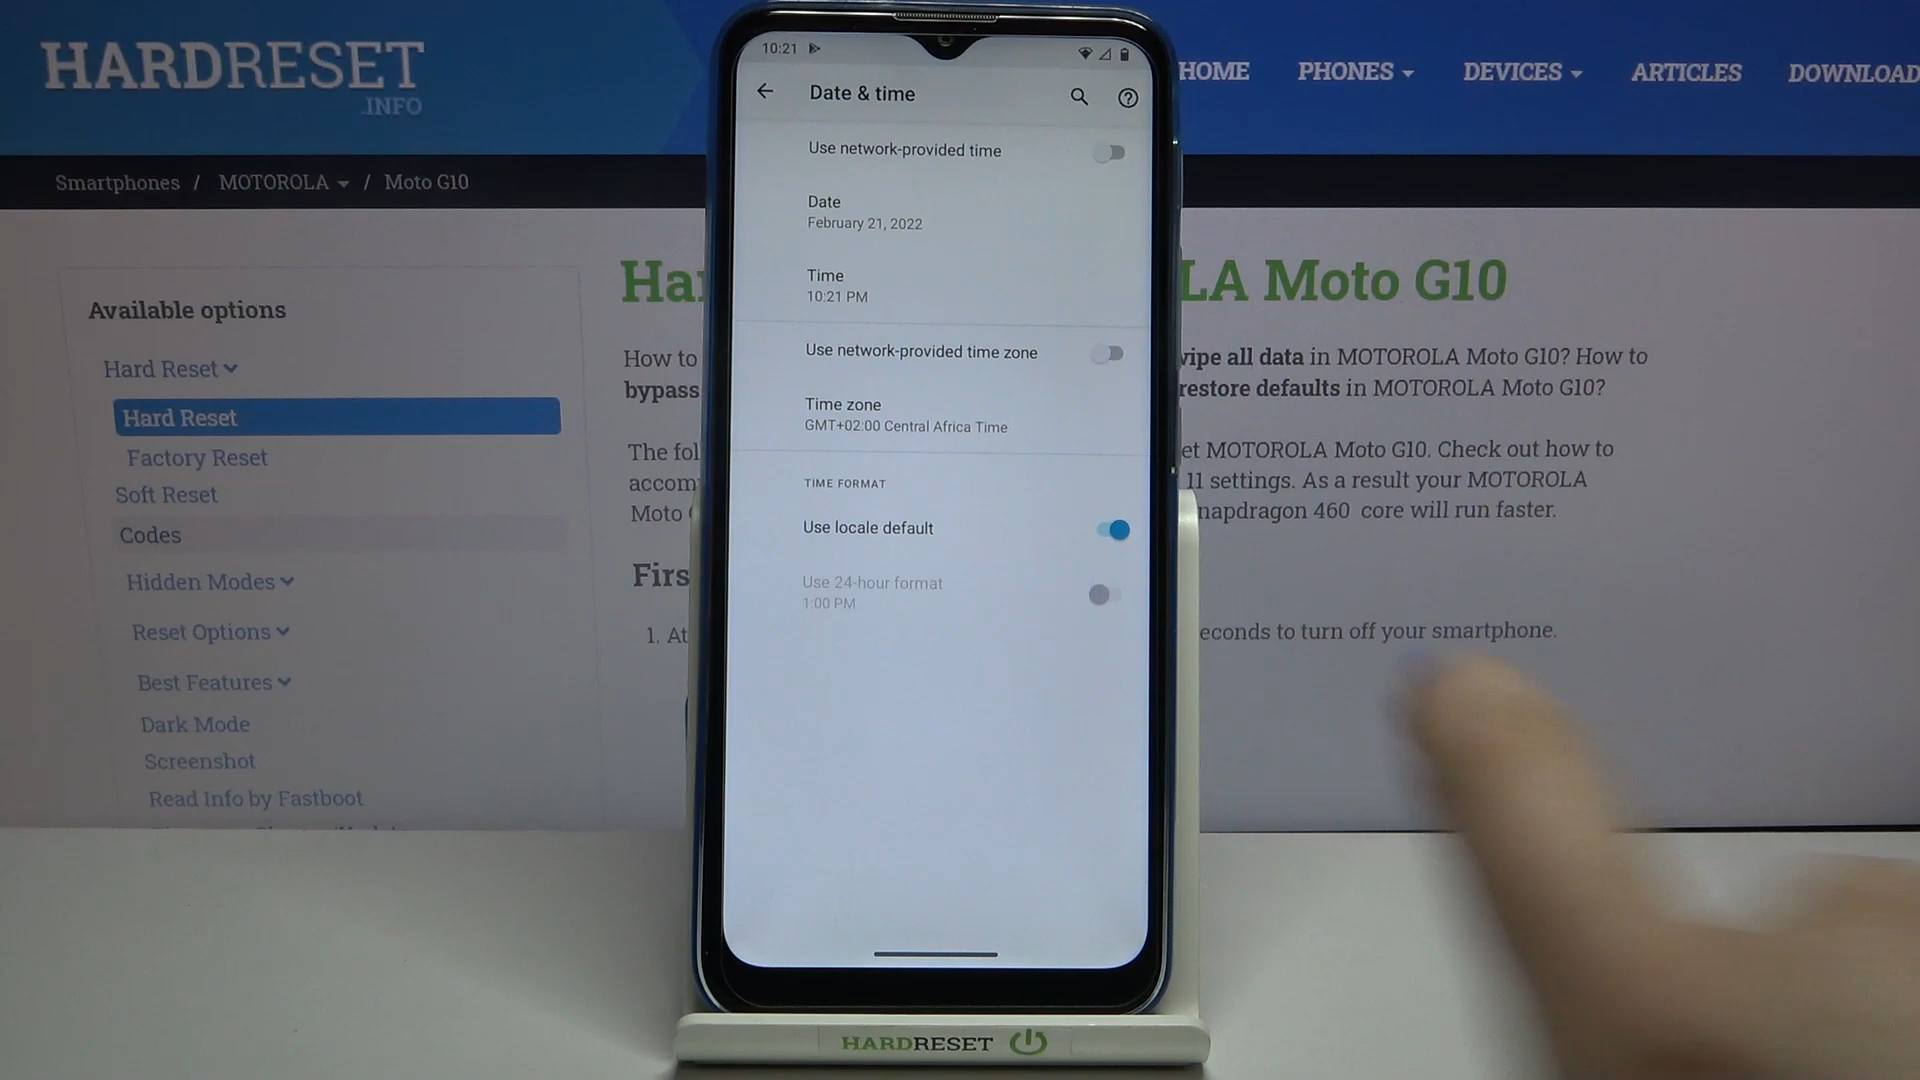 HARDRESET
.INFO
HOME PHONES DEVICES ARTICLES DOWNLOAD
Smartphones / MOTOROLA / Moto G10
Available options
Hard Reset
Hard Reset
Factory Reset
Soft Reset
Codes
Hidden Modes
Reset Options
Best Features
Dark Mode
Screenshot
Read Info by Fastboot
10:21
Date & time
Use network-provided time
Date
February 21, 2022
Time
10:21 PM
Use network-provided time zone
Time zone
GMT+02:00 Central Africa Time
TIME FORMAT
Use locale default
Use 24-hour format
1:00 PM
Har LA Moto G10
How to wipe all data in MOTOROLA Moto G10? How to
bypass restore defaults in MOTOROLA Moto G10?
The fol et MOTOROLA Moto G10. Check out how to
accom 11 settings. As a result your MOTOROLA
Moto napdragon 460 core will run faster.
Firs
1. At econds to turn off your smartphone.
HARDRESET